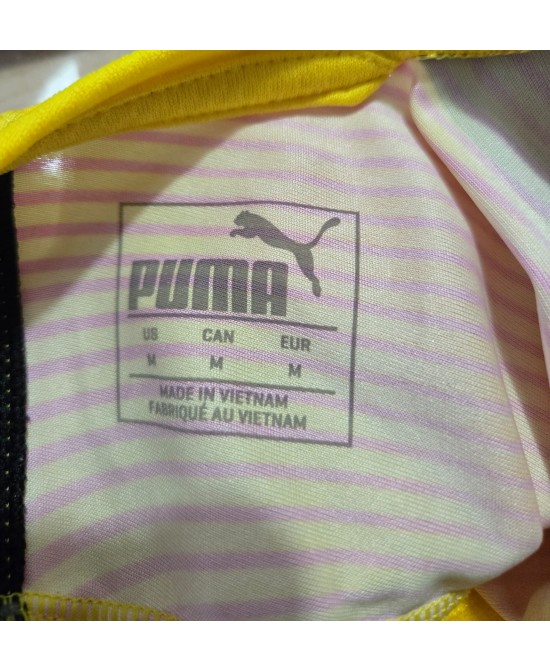 PUMA
US CAN EUR
M M M
MADE IN VIETNAM
FABRIQUÉ AU VIETNAM